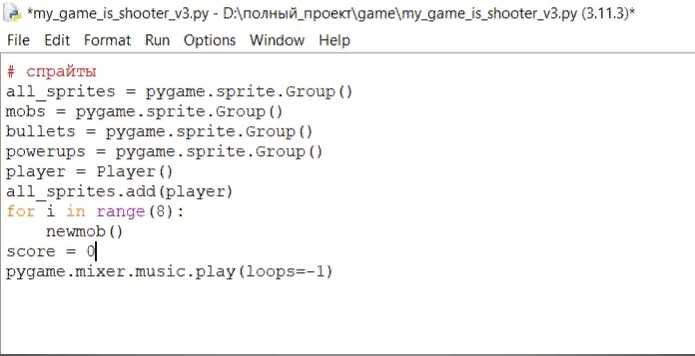 *my_game_is_shooter_v3.py - D:\полный_проект\game\my_game_is_shooter_v3.py (3.11.3)*
File Edit Format Run Options Window Help
# спрайты
all_sprites = pygame.sprite.Group()
mobs = pygame.sprite.Group()
bullets = pygame.sprite.Group()
powerups = pygame.sprite.Group()
player = Player()
all_sprites.add(player)
for i in range(8):
    newmob()
score = 0
pygame.mixer.music.play(loops=-1)